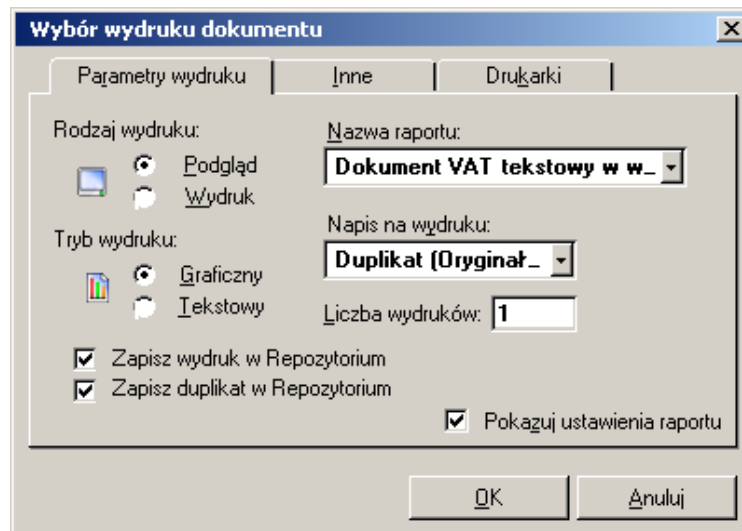 Wybór wydruku dokumentu
Parametry wydruku
Inne
Drukarki
Rodzaj wydruku:
Podgląd
Wydruk
Nazwa raportu:
Dokument VAT tekstowy w w...
Tryb wydruku:
Graficzny
Tekstowy
Napis na wydruku:
Duplikat (Oryginał...
Liczba wydruków: 1
Zapisz wydruk w Repozytorium
Zapisz duplikat w Repozytorium
Pokazuj ustawienia raportu
OK
Anuluj